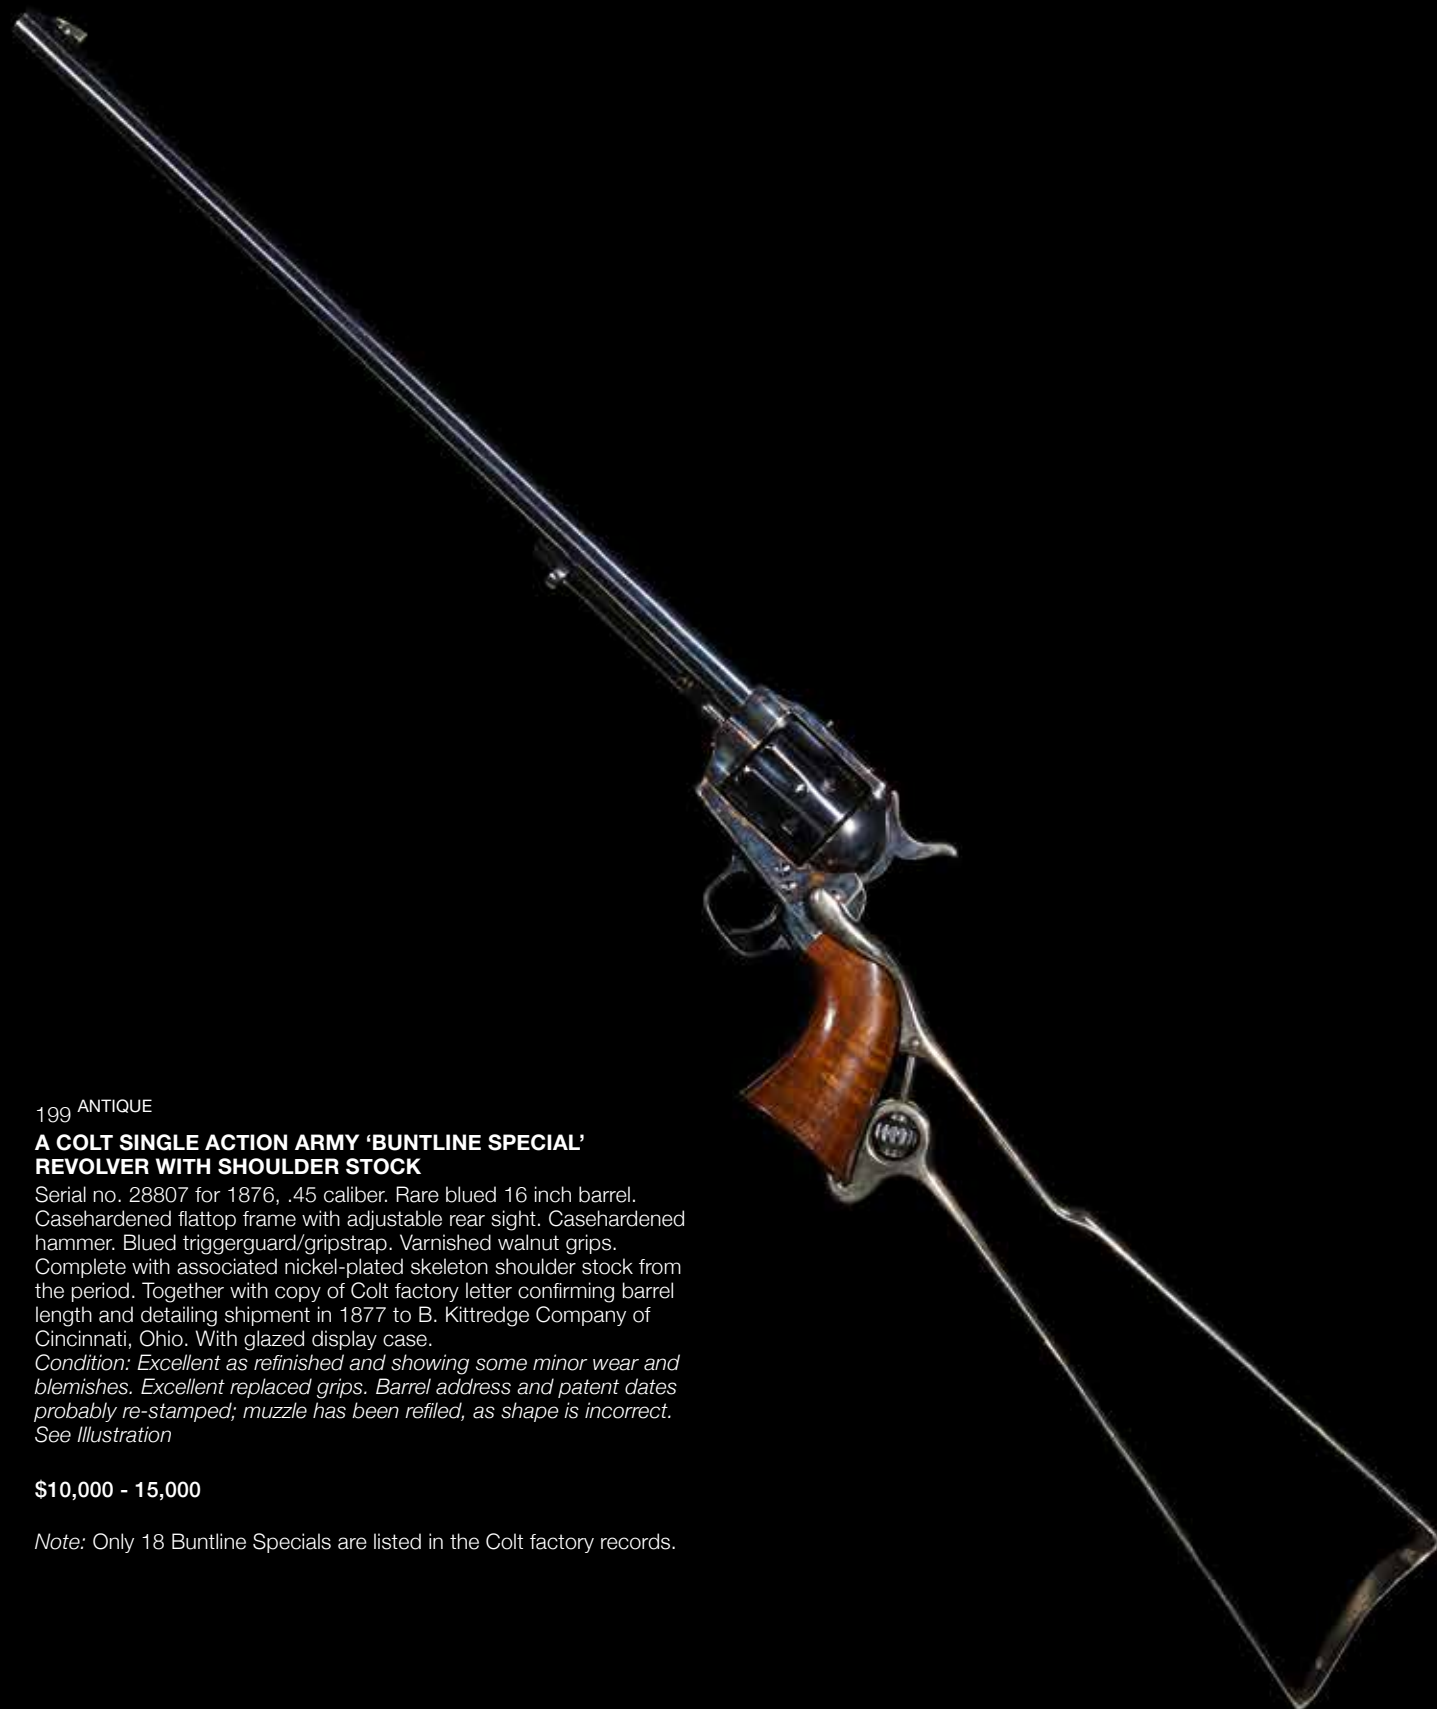 199 ANTIQUE
A COLT SINGLE ACTION ARMY ‘BUNTLINE SPECIAL’
REVOLVER WITH SHOULDER STOCK
Serial no. 28807 for 1876, .45 caliber. Rare blued 16 inch barrel.
Casehardened flattop frame with adjustable rear sight. Casehardened
hammer. Blued triggerguard/gripstrap. Varnished walnut grips.
Complete with associated nickel-plated skeleton shoulder stock from
the period. Together with copy of Colt factory letter confirming barrel
length and detailing shipment in 1877 to B. Kittredge Company of
Cincinnati, Ohio. With glazed display case.
Condition: Excellent as refinished and showing some minor wear and
blemishes. Excellent replaced grips. Barrel address and patent dates
probably re-stamped; muzzle has been refiled, as shape is incorrect.
See Illustration
$10,000 - 15,000
Note: Only 18 Buntline Specials are listed in the Colt factory records.